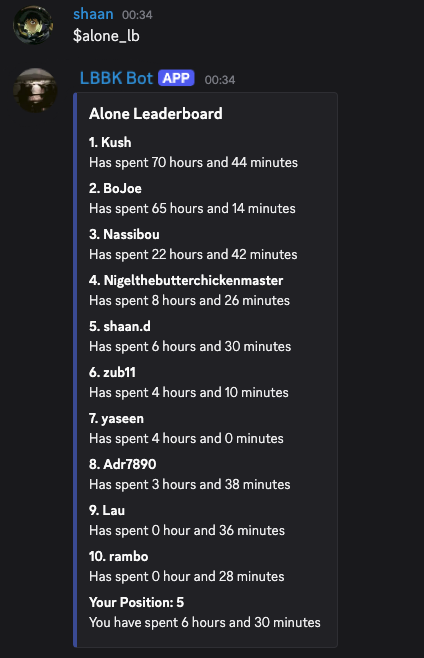 shaan 00:34
$alone_lb
LBBK Bot APP 00:34
Alone Leaderboard
1. Kush
Has spent 70 hours and 44 minutes
2. BoJoe
Has spent 65 hours and 14 minutes
3. Nassibou
Has spent 22 hours and 42 minutes
4. Nigelthebutterchickenmaster
Has spent 8 hours and 26 minutes
5. shaan.d
Has spent 6 hours and 30 minutes
6. zub11
Has spent 4 hours and 10 minutes
7. yaseen
Has spent 4 hours and 0 minutes
8. Adr7890
Has spent 3 hours and 38 minutes
9. Lau
Has spent 0 hour and 36 minutes
10. rambo
Has spent 0 hour and 28 minutes
Your Position: 5
You have spent 6 hours and 30 minutes